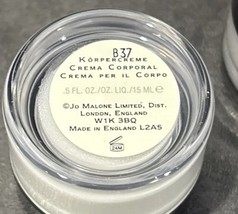 B37
Körpercreme
Crema Corporal
Crema per il Corpo
.5 FL. OZ./OZ. LIQ./15 ML ℮
©Jo Malone Limited, Dist.
London, England
W1K 3BQ
Made in England L2A5
24M